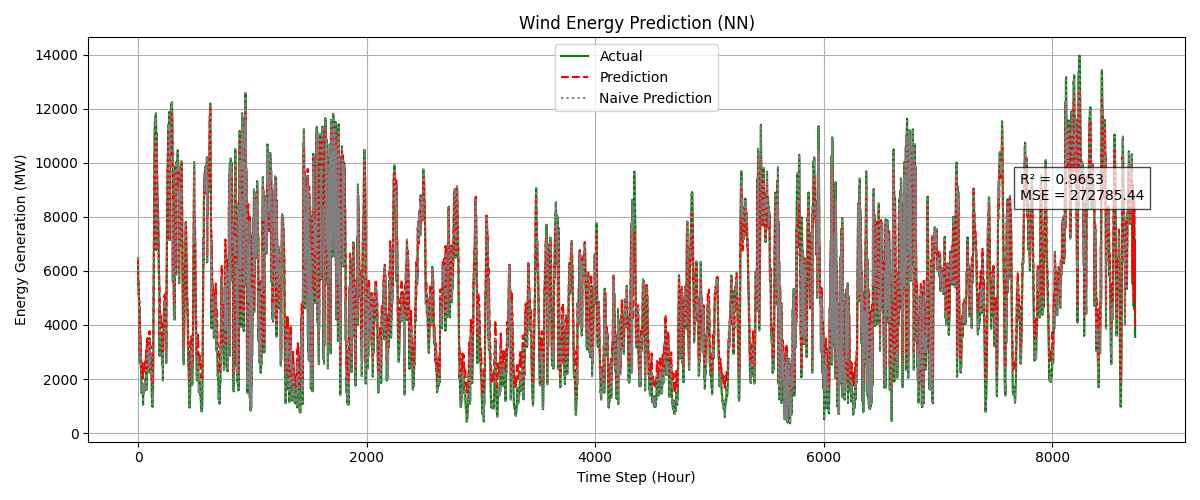 Wind Energy Prediction (NN)
Actual
Prediction
Naive Prediction
14000
12000
10000
8000
6000
4000
2000
0
Energy Generation (MW)
R² = 0.9653
MSE = 272785.44
0
2000
4000
6000
8000
Time Step (Hour)